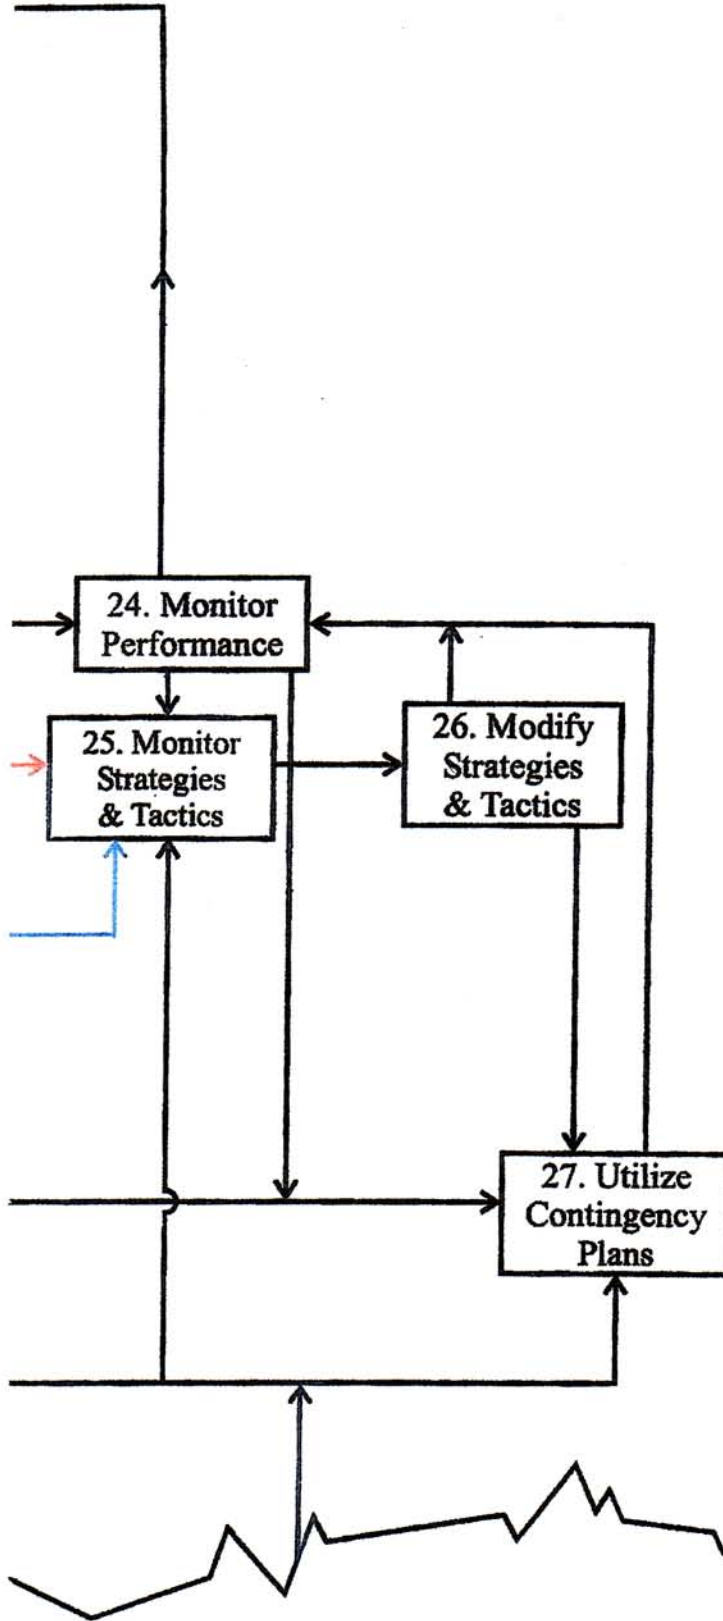 24. Monitor
Performance
25. Monitor
Strategies
& Tactics
26. Modify
Strategies
& Tactics
27. Utilize
Contingency
Plans